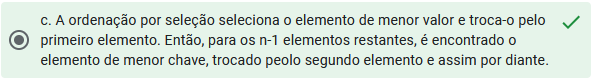 c. A ordenação por seleção seleciona o elemento de menor valor e troca-o pelo
primeiro elemento. Então, para os n-1 elementos restantes, é encontrado o
elemento de menor chave, trocado peolo segundo elemento e assim por diante.